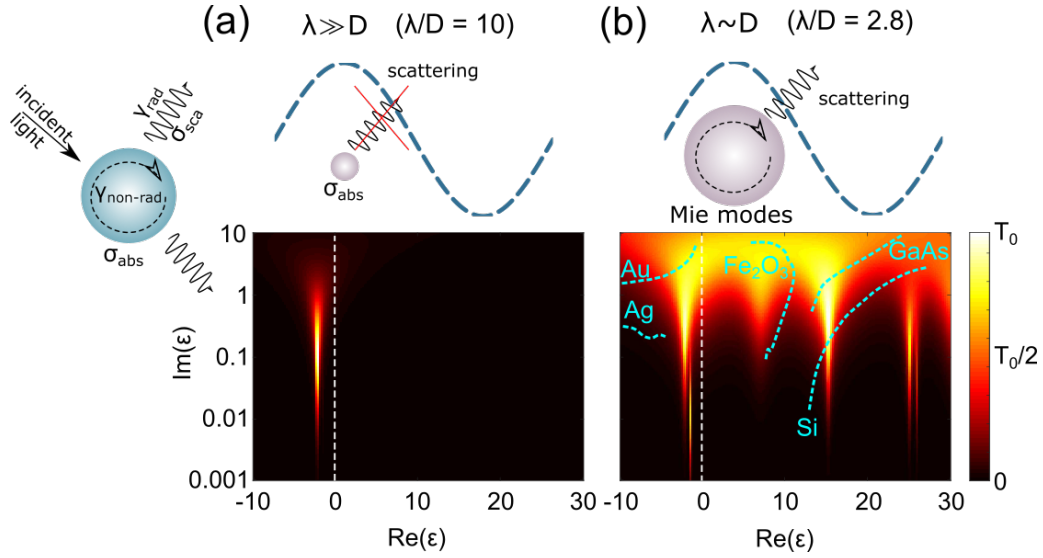 (a) λ≫D (λ/D = 10)
(b) λ~D (λ/D = 2.8)
incident
light
γrad
σsca
γnon-rad
σabs
scattering
σabs
scattering
Mie modes
Im(ε)
10
1
0.1
0.01
0.001
-10 0 10 20 30
Re(ε)
Au
Ag
Fe₂O₃
GaAs
Si
-10 0 10 20 30
Re(ε)
T₀
T₀/2
0